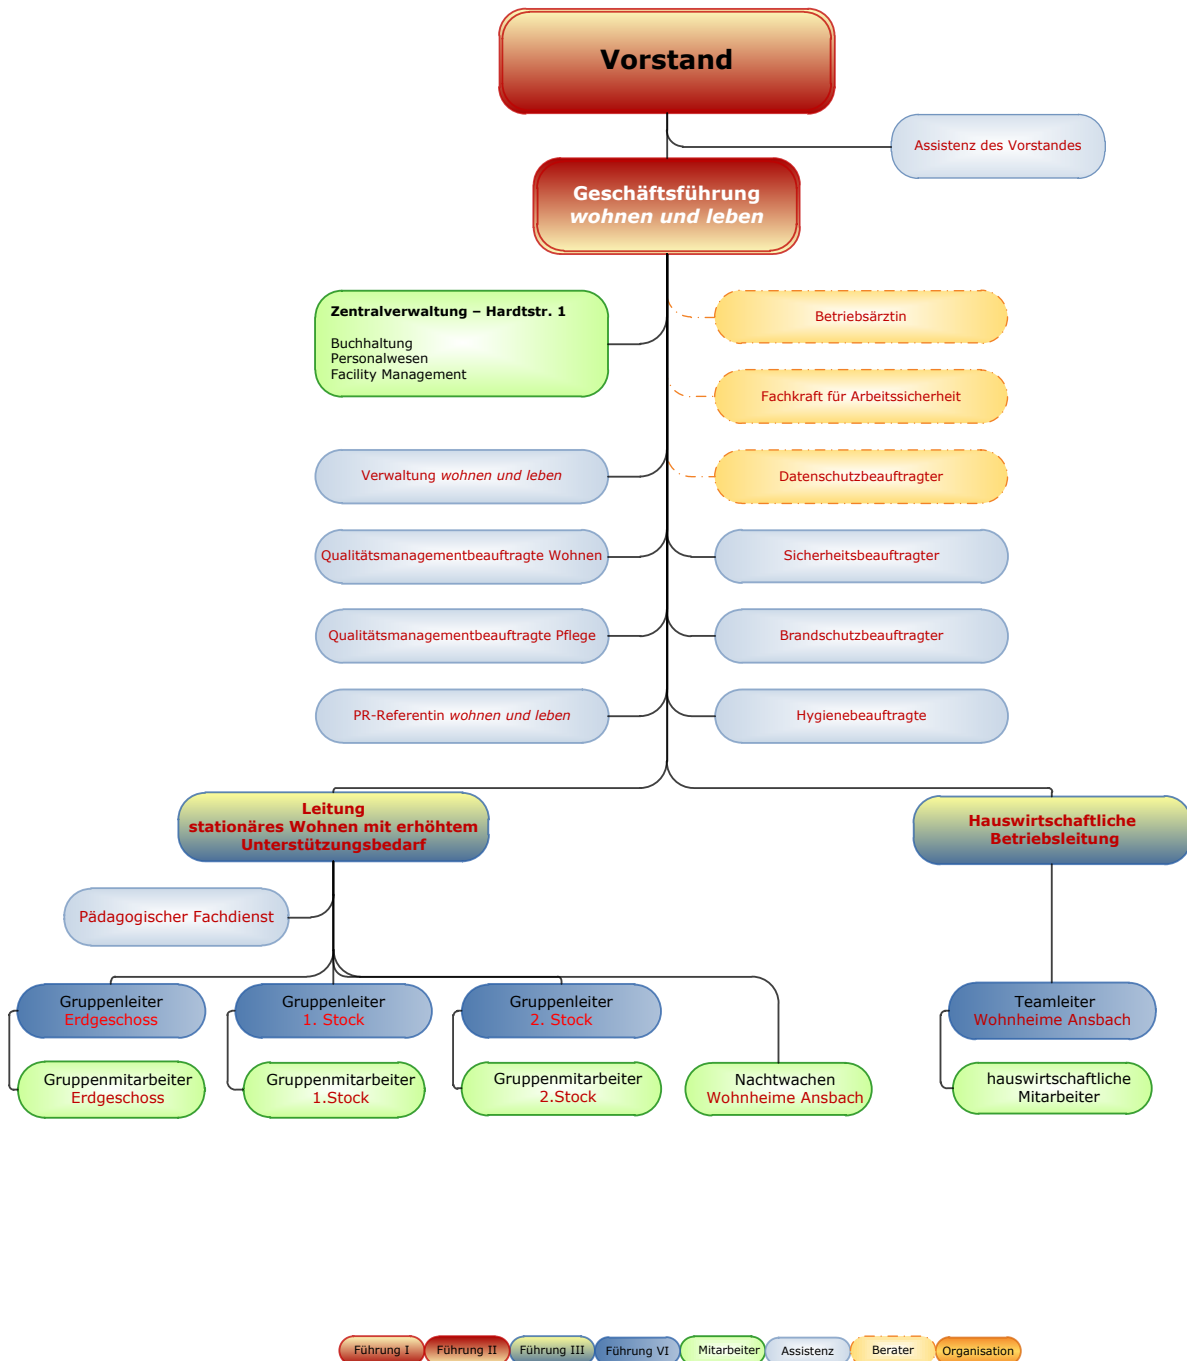 Vorstand
Assistenz des Vorstandes
Geschäftsführung
wohnen und leben
Zentralverwaltung – Hardtstr. 1
Buchhaltung
Personalwesen
Facility Management
Betriebsärztin
Fachkraft für Arbeitssicherheit
Verwaltung wohnen und leben
Datenschutzbeauftragter
Qualitätsmanagementbeauftragte Wohnen
Sicherheitsbeauftragter
Qualitätsmanagementbeauftragte Pflege
Brandschutzbeauftragter
PR-Referentin wohnen und leben
Hygienebeauftragte
Leitung
stationäres Wohnen mit erhöhtem
Unterstützungsbedarf
Hauswirtschaftliche
Betriebsleitung
Pädagogischer Fachdienst
Gruppenleiter
Erdgeschoss
Gruppenleiter
1. Stock
Gruppenleiter
2. Stock
Teamleiter
Wohnheime Ansbach
Gruppenmitarbeiter
Erdgeschoss
Gruppenmitarbeiter
1.Stock
Gruppenmitarbeiter
2.Stock
Nachtwachen
Wohnheime Ansbach
hauswirtschaftliche
Mitarbeiter
Führung I
Führung II
Führung III
Führung VI
Mitarbeiter
Assistenz
Berater
Organisation